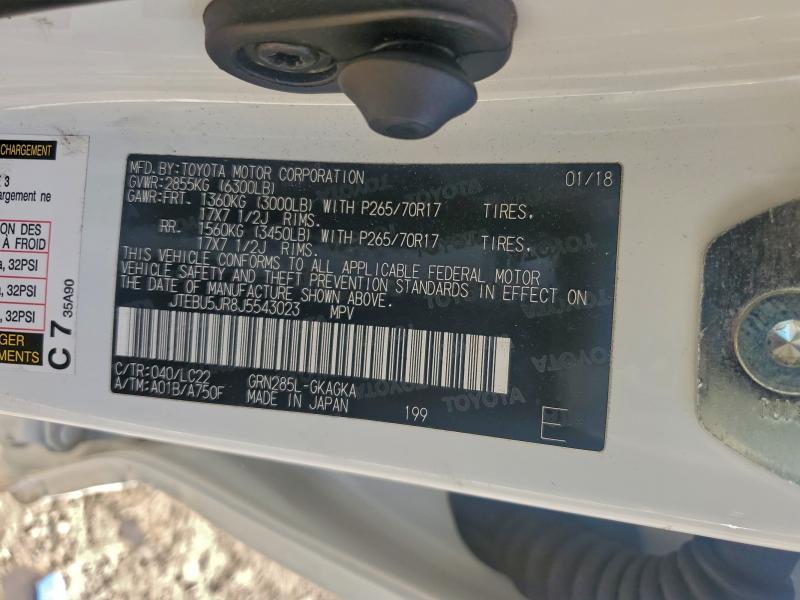 CHARGEMENT
3
argement ne
ION DES
À FROID
a, 32PSI
a, 32PSI
, 32PSI
GER
EMENTS
C 7 35A90
MFD.BY:TOYOTA MOTOR CORPORATION 01/18
GVWR:2855KG (6300LB)
GAWR:FRT. 1360KG (3000LB) WITH P265/70R17 TIRES.
17X7 1/2J RIMS.
RR. 1560KG (3450LB) WITH P265/70R17 TIRES.
17X7 1/2J RIMS.
THIS VEHICLE CONFORMS TO ALL APPLICABLE FEDERAL MOTOR
VEHICLE SAFETY AND THEFT PREVENTION STANDARDS IN EFFECT ON
THE DATE OF MANUFACTURE SHOWN ABOVE.
JTEBU5JR8J5543023 MPV
C/TR:040/LC22 GRN285L-GKAGKA
A/TM:A01B/A750F MADE IN JAPAN 199 E